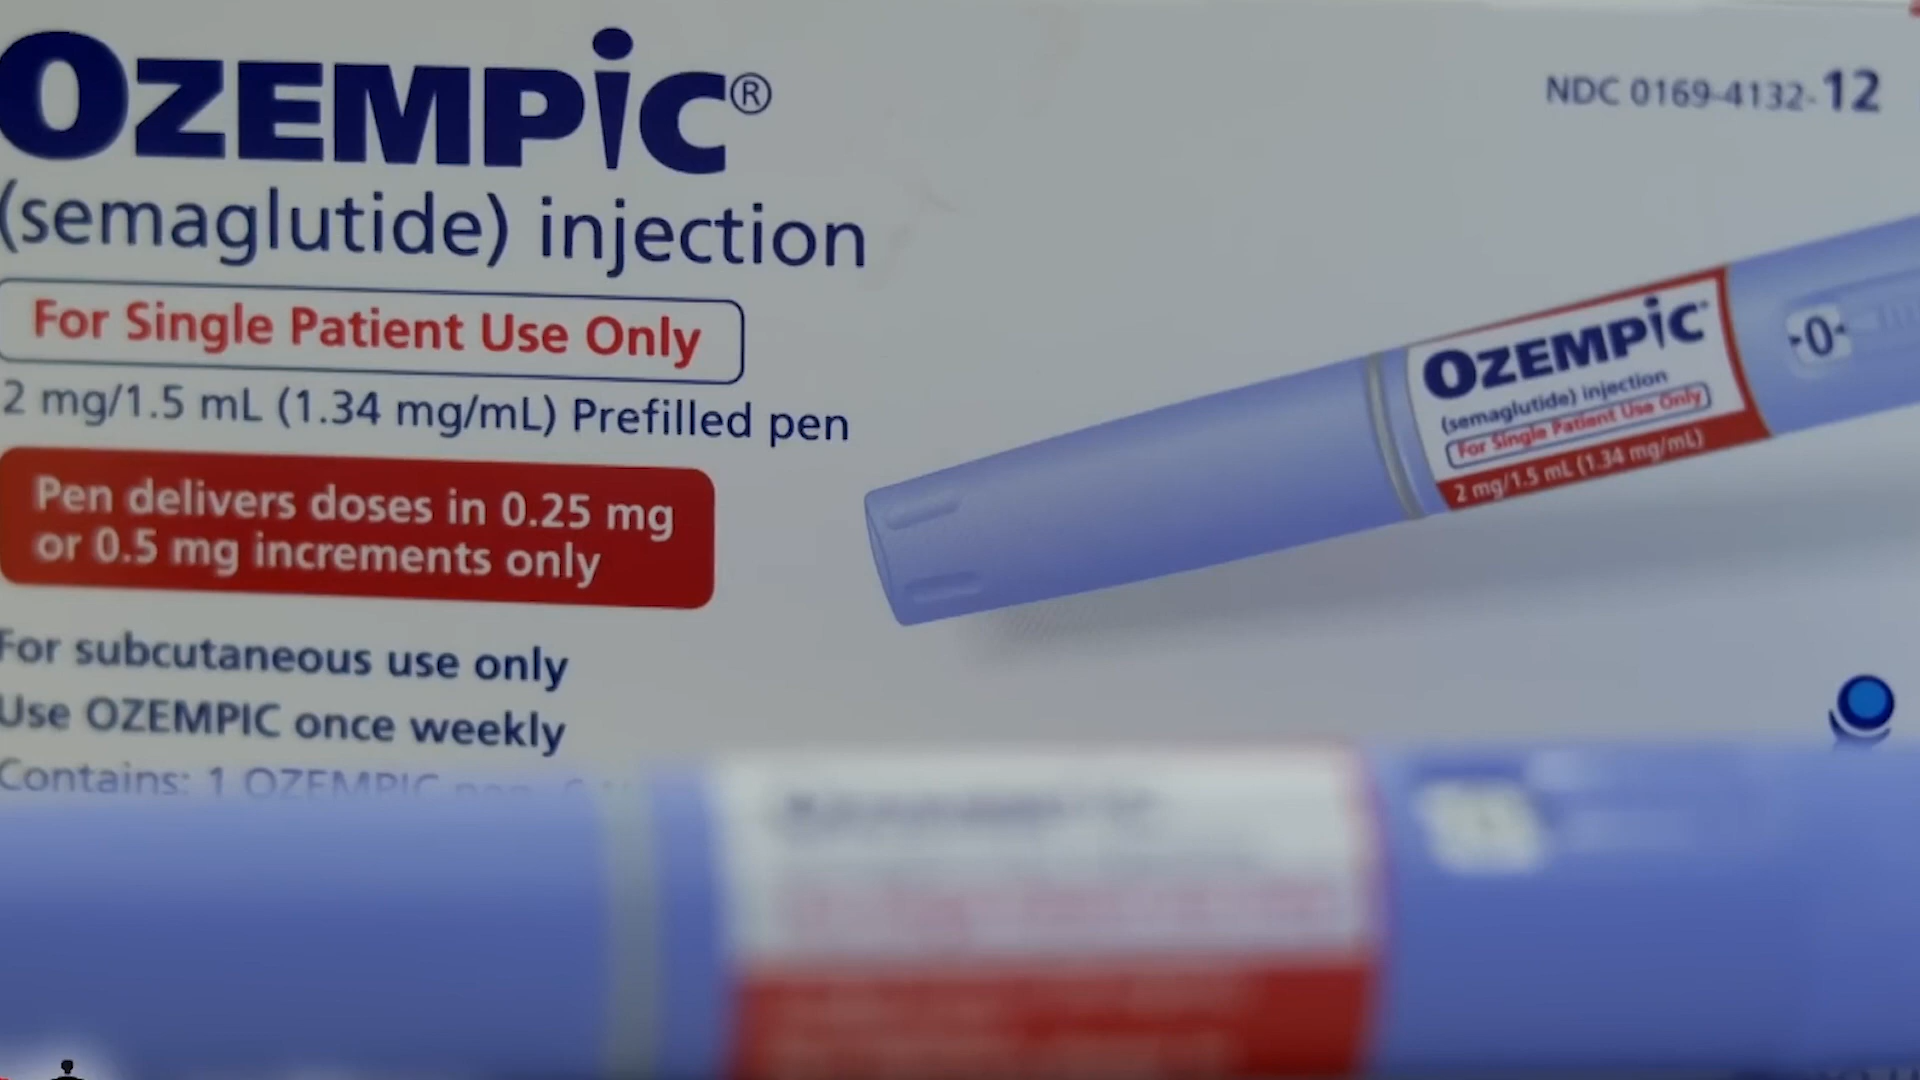 OZEMPIC®
NDC 0169-4132-12
(semaglutide) injection
For Single Patient Use Only
2 mg/1.5 mL (1.34 mg/mL) Prefilled pen
Pen delivers doses in 0.25 mg
or 0.5 mg increments only
For subcutaneous use only
Use OZEMPIC once weekly
Contains: 1 OZEMPIC
OZEMPIC
(semaglutide) injection
For Single Patient Use Only
2 mg/1.5 mL (1.34 mg/mL)
0